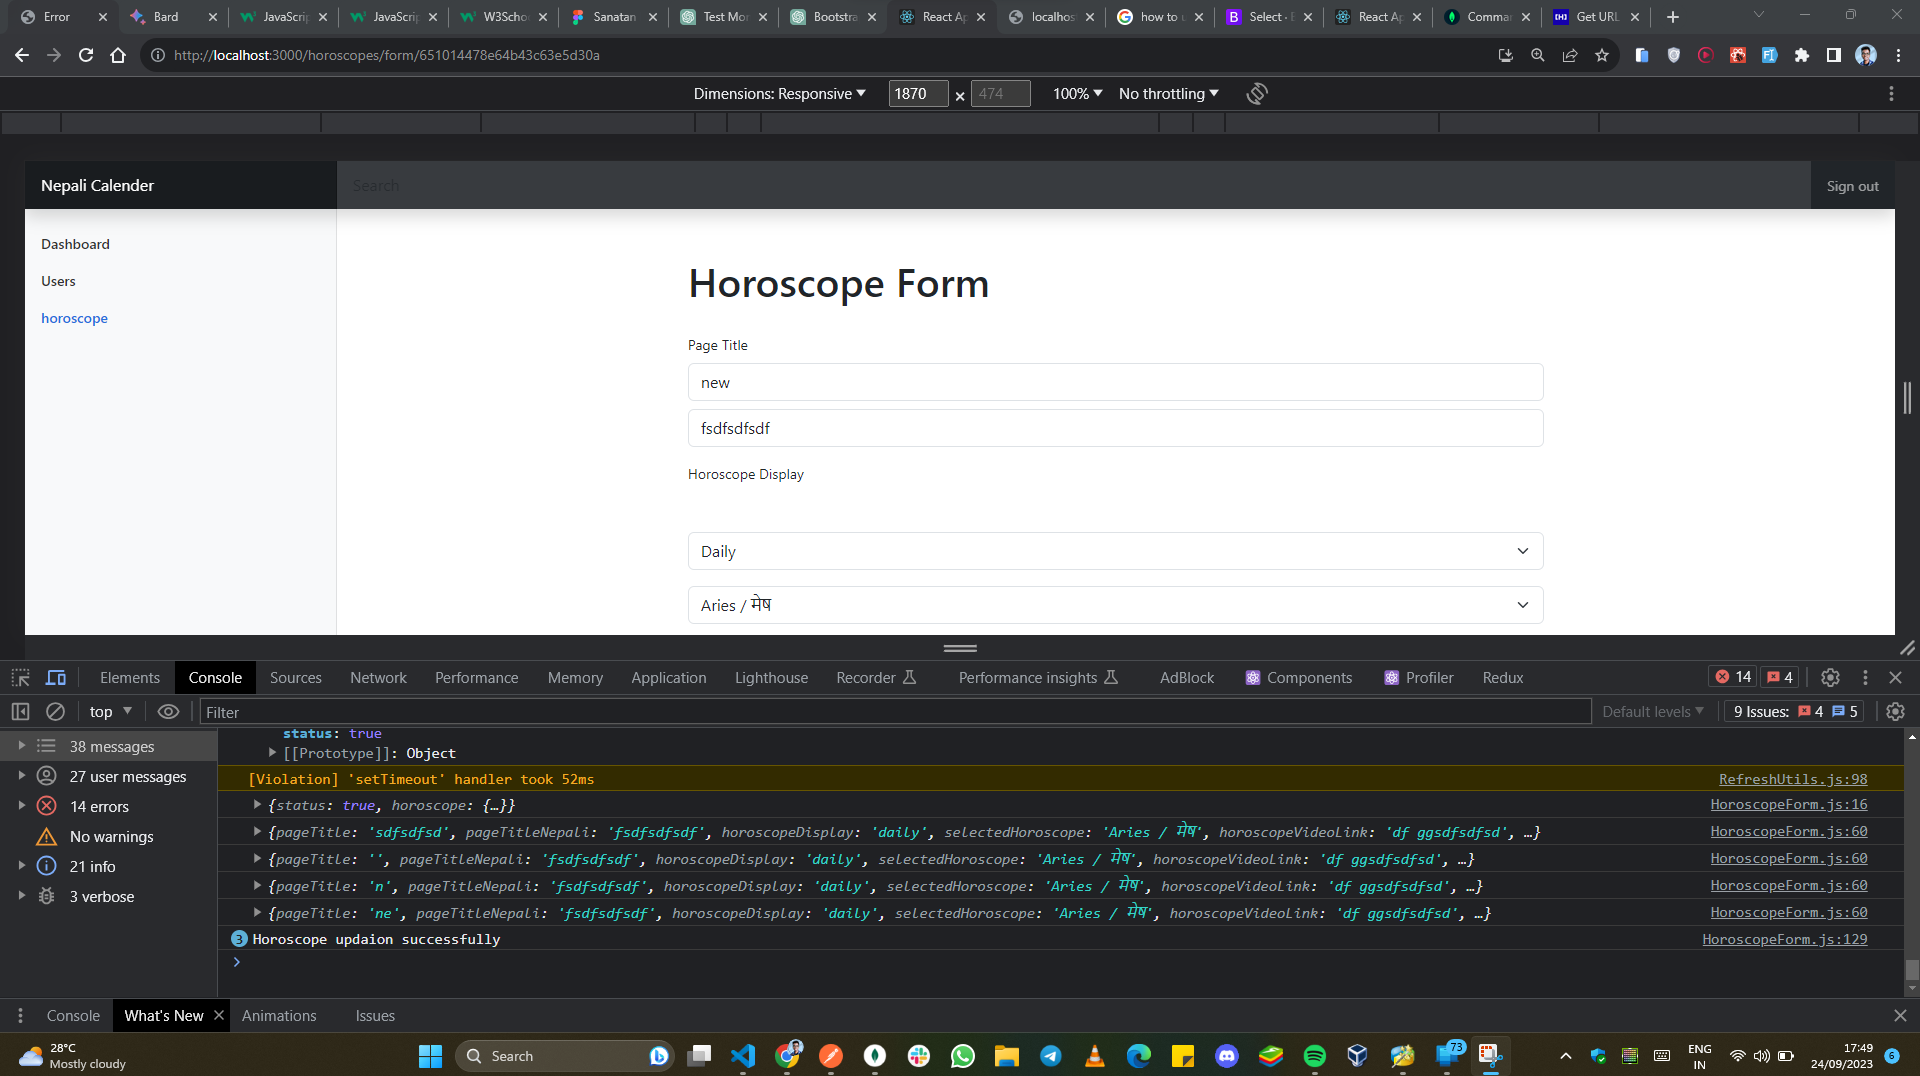 Error
Bard
JavaScrip
JavaScrip
W3Scho
Sanatan
Test Mon
Bootstra
React Ap
localhos
how to u
Select · B
React Ap
Comma
Get URL
http://localhost:3000/horoscopes/form/651014478e64b43c63e5d30a
Dimensions: Responsive 1870 × 474 100% No throttling
Nepali Calender
Search
Sign out
Dashboard
Users
horoscope
Horoscope Form
Page Title
new
fsdfsdfsdf
Horoscope Display
Daily
Aries / मेष
Elements Console Sources Network Performance Memory Application Lighthouse Recorder Performance insights AdBlock Components Profiler Redux 14 4
top Filter Default levels 9 Issues: 4 5
38 messages
27 user messages
14 errors
No warnings
21 info
3 verbose
status: true
[[Prototype]]: Object
[Violation] 'setTimeout' handler took 52ms RefreshUtils.js:98
{status: true, horoscope: {…}} HoroscopeForm.js:16
{pageTitle: 'sdfsdfsd', pageTitleNepali: 'fsdfsdfsdf', horoscopeDisplay: 'daily', selectedHoroscope: 'Aries / मेष', horoscopeVideoLink: 'df ggsdfsdfsd', …} HoroscopeForm.js:60
{pageTitle: '', pageTitleNepali: 'fsdfsdfsdf', horoscopeDisplay: 'daily', selectedHoroscope: 'Aries / मेष', horoscopeVideoLink: 'df ggsdfsdfsd', …} HoroscopeForm.js:60
{pageTitle: 'n', pageTitleNepali: 'fsdfsdfsdf', horoscopeDisplay: 'daily', selectedHoroscope: 'Aries / मेष', horoscopeVideoLink: 'df ggsdfsdfsd', …} HoroscopeForm.js:60
{pageTitle: 'ne', pageTitleNepali: 'fsdfsdfsdf', horoscopeDisplay: 'daily', selectedHoroscope: 'Aries / मेष', horoscopeVideoLink: 'df ggsdfsdfsd', …} HoroscopeForm.js:60
3 Horoscope updaion successfully HoroscopeForm.js:129
Console What's New Animations Issues
28°C
Mostly cloudy
Search
73
ENG
IN
17:49
24/09/2023
6